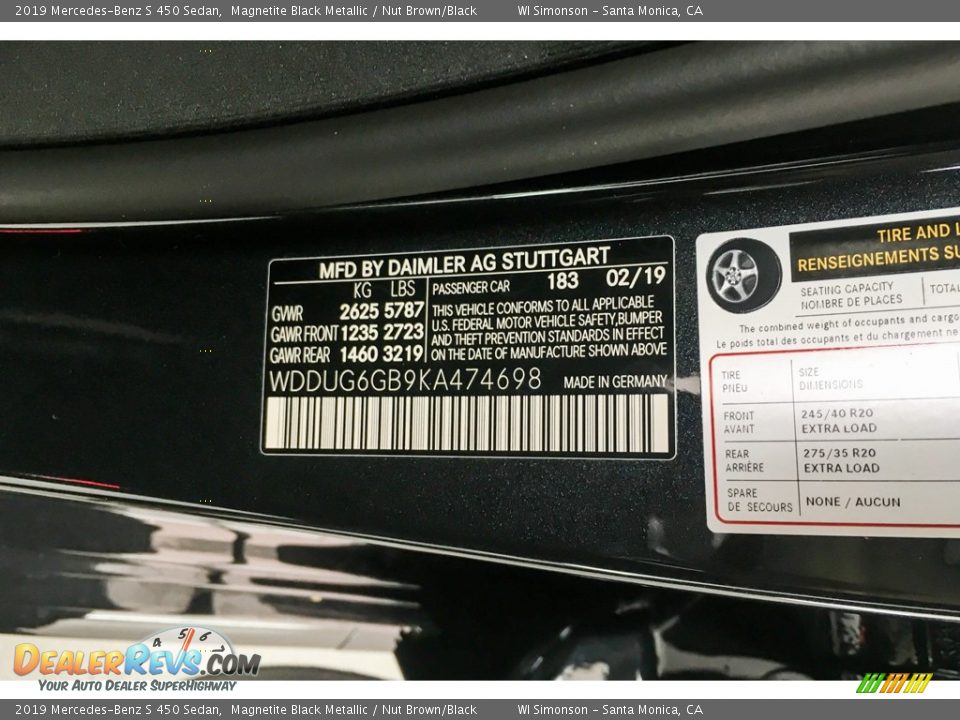 2019 Mercedes-Benz S 450 Sedan, Magnetite Black Metallic / Nut Brown/Black WI Simonson - Santa Monica, CA
MFD BY DAIMLER AG STUTTGART
KG LBS
GVWR 2625 5787
GAWR FRONT 1235 2723
GAWR REAR 1460 3219
PASSENGER CAR 183 02/19
THIS VEHICLE CONFORMS TO ALL APPLICABLE
U.S. FEDERAL MOTOR VEHICLE SAFETY,BUMPER
AND THEFT PREVENTION STANDARDS IN EFFECT
ON THE DATE OF MANUFACTURE SHOWN ABOVE
WDDUG6GB9KA474698 MADE IN GERMANY
TIRE AND
RENSEIGNEMENTS
SEATING CAPACITY
NOMBRE DE PLACES
TOTAL
The combined weight of occupants and cargo
Le poids total des occupants et du chargement ne
TIRE
PNEU
SIZE
DIMENSIONS
FRONT
AVANT
245/40 R20
EXTRA LOAD
REAR
ARRIÈRE
275/35 R20
EXTRA LOAD
SPARE
DE SECOURS
NONE / AUCUN
4 5 6
DealerRevs.com
Your Auto Dealer SuperHighway
2019 Mercedes-Benz S 450 Sedan, Magnetite Black Metallic / Nut Brown/Black WI Simonson - Santa Monica, CA